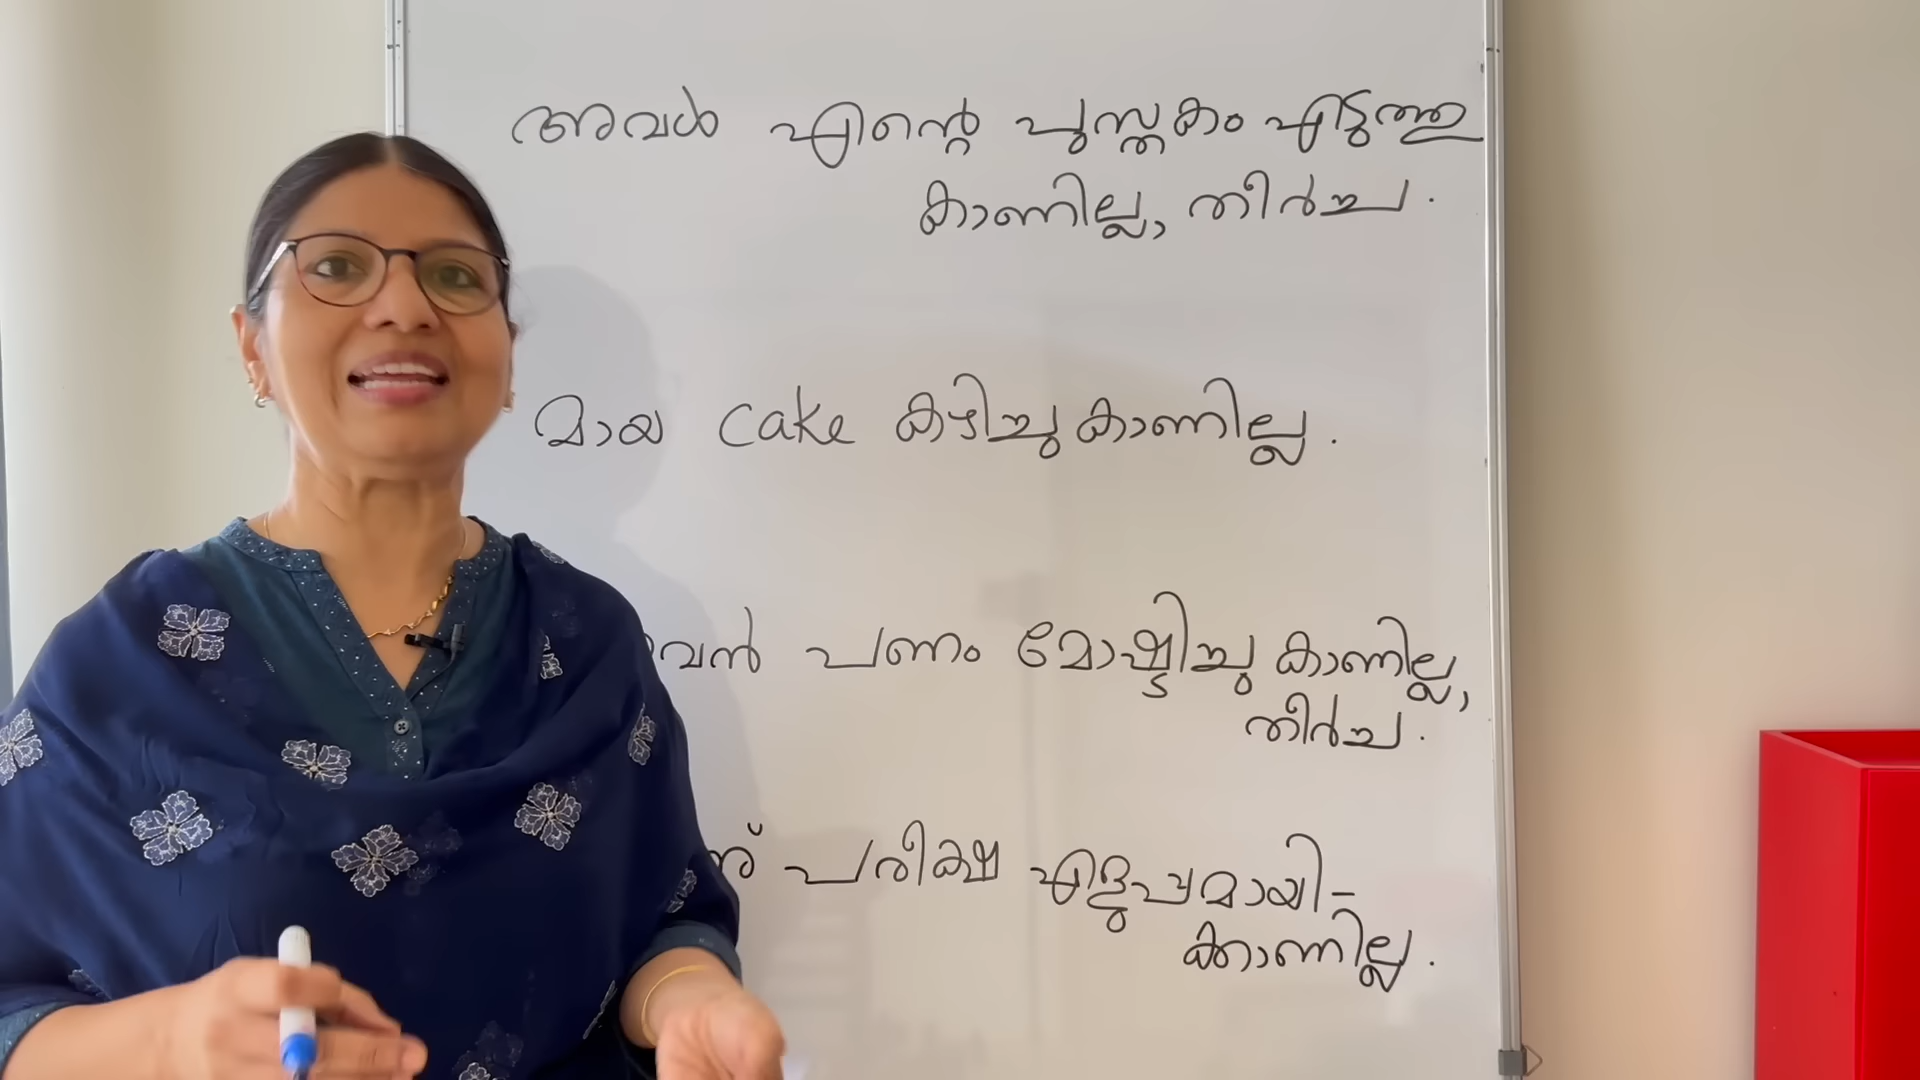 അവൾ എന്റെ പുസ്തകം എടുത്തു
കാണില്ല, തീർച്ച.
മായ cake കഴിച്ചുകാണില്ല.
പണം മോഷ്ടിച്ചു കാണില്ല,
തീർച്ച.
പരീക്ഷ എളുപ്പമായി-
ക്കാണില്ല.